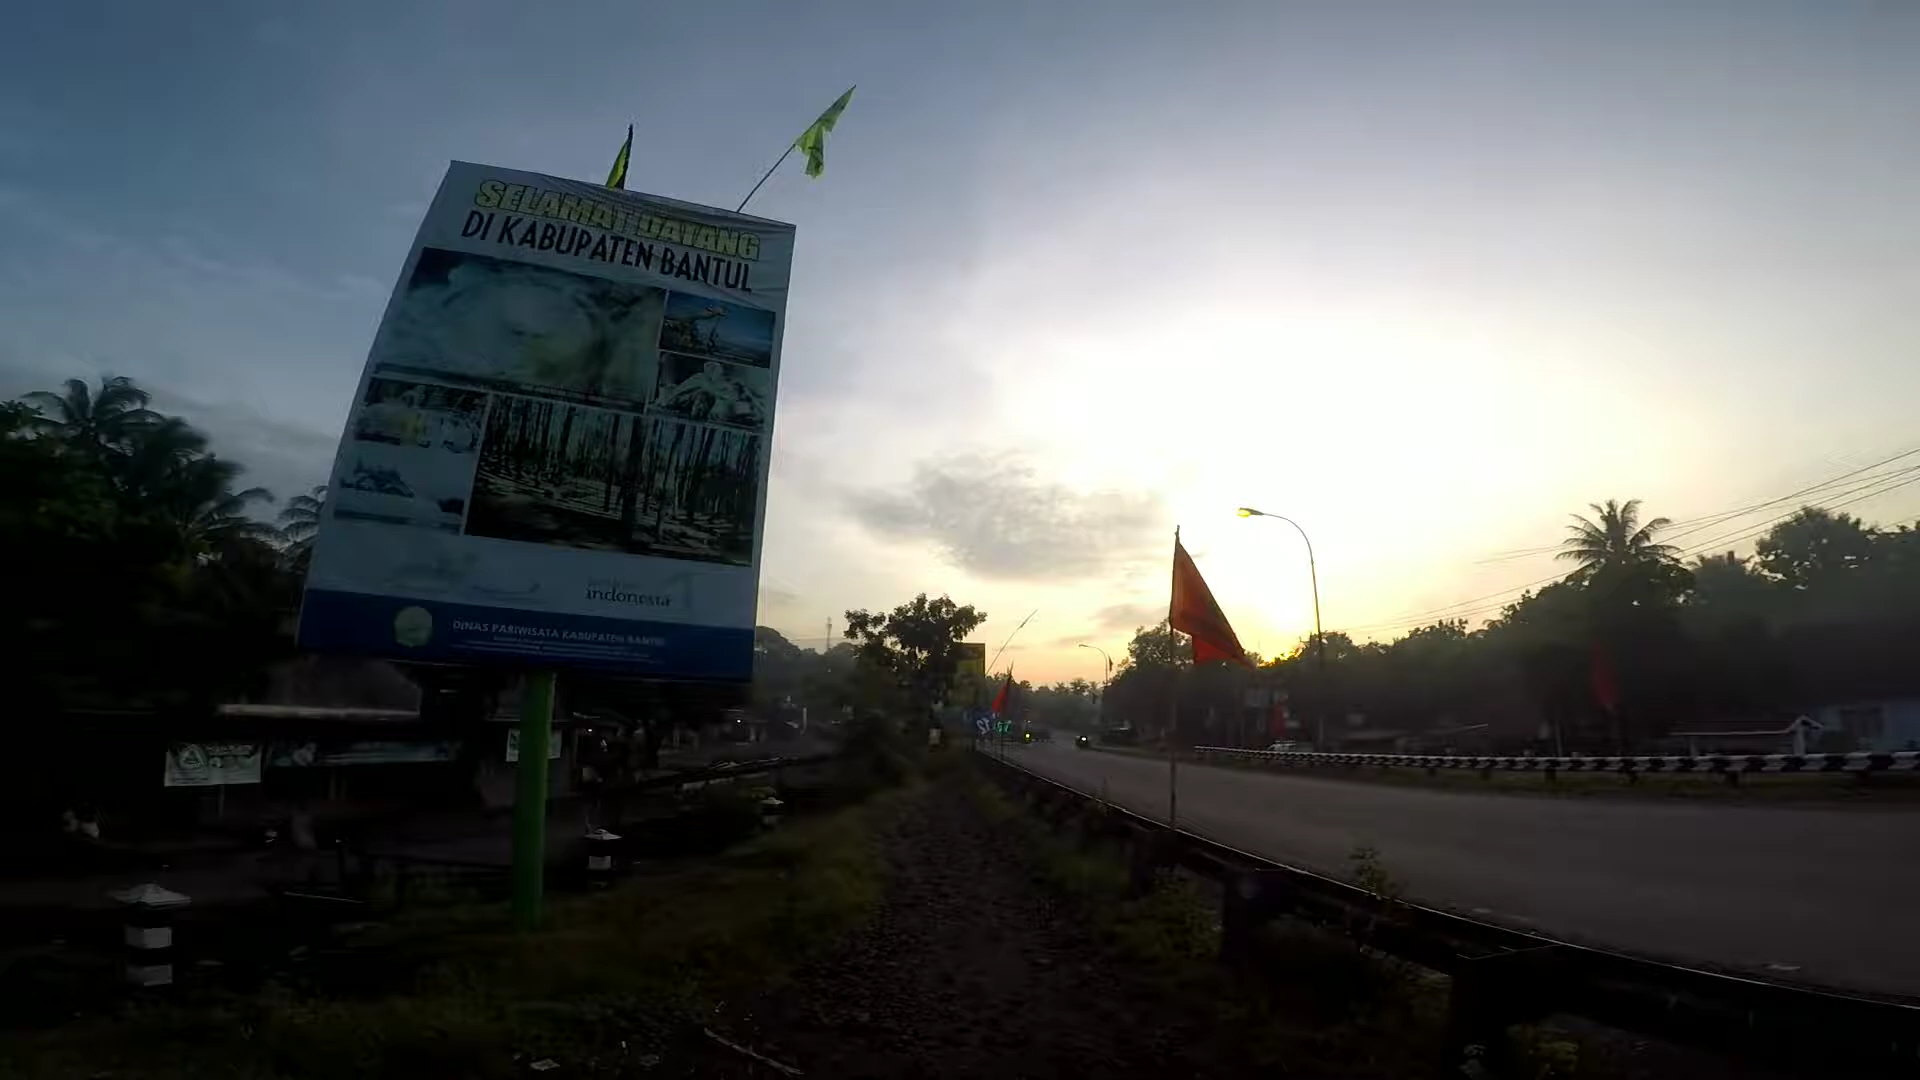 SELAMAT DATANG
DI KABUPATEN BANTUL
indonesia
DINAS PARIWISATA KABUPATEN BANTUL